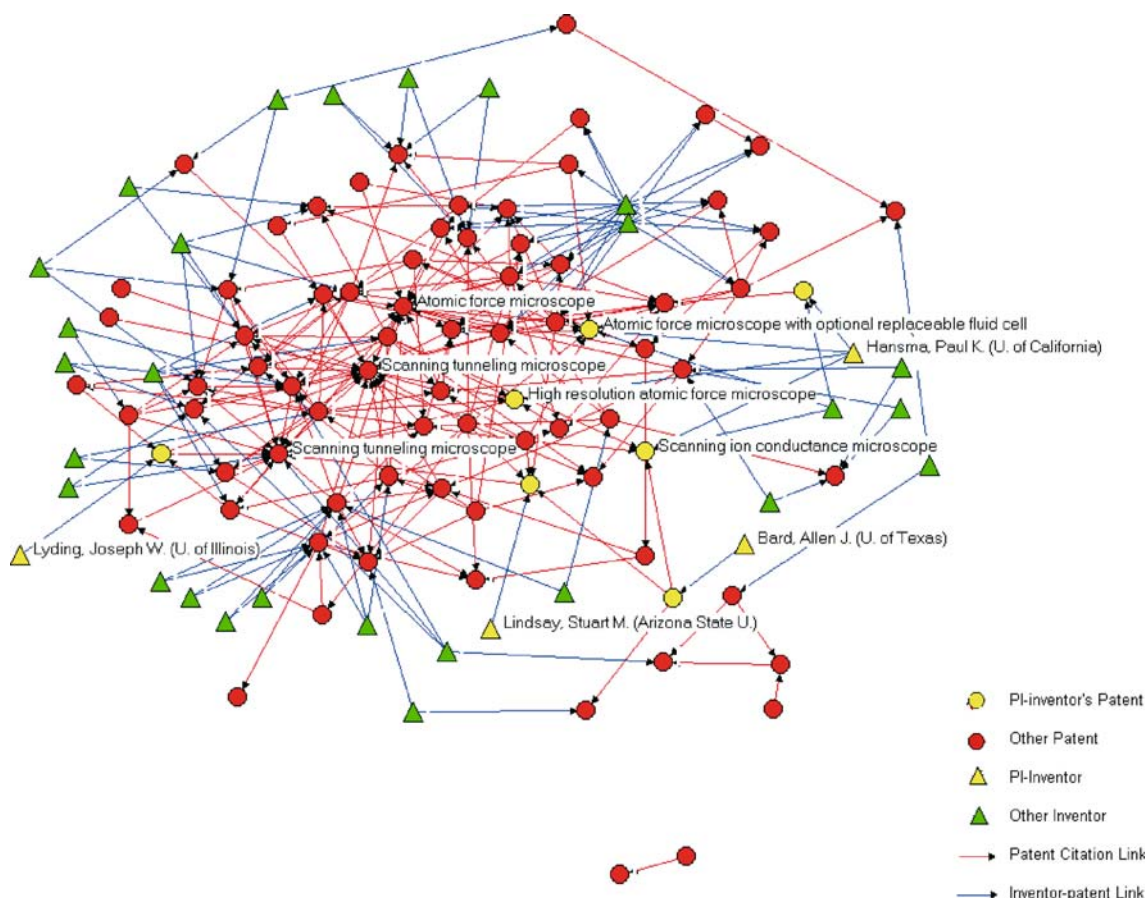 Atomic force microscope
Atomic force microscope with optional replaceable fluid cell
Hansma, Paul K. (U. of California)
Scanning tunneling microscope
High resolution atomic force microscope
Scanning tunneling microscope
Scanning ion conductance microscope
Lyding, Joseph W. (U. of Illinois)
Bard, Allen J. (U. of Texas)
Lindsay, Stuart M. (Arizona State U.)
PI-inventor's Patent
Other Patent
PI-Inventor
Other Inventor
Patent Citation Link
Inventor-patent Link